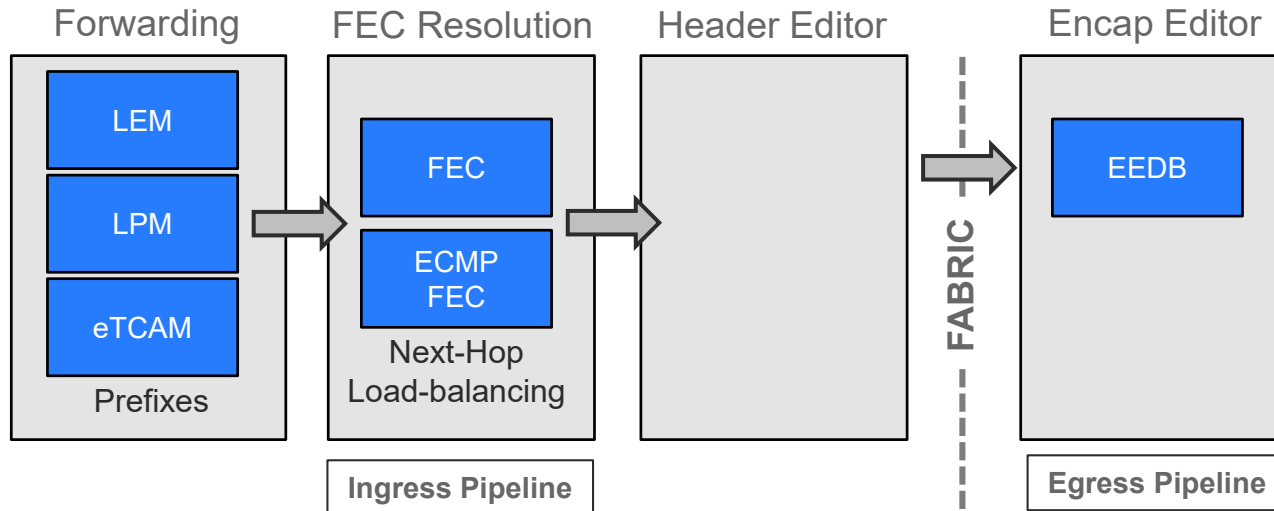 Forwarding
FEC Resolution
Header Editor
Encap Editor
LEM
LPM
eTCAM
Prefixes
FEC
ECMP
FEC
Next-Hop
Load-balancing
FABRIC
EEDB
Ingress Pipeline
Egress Pipeline